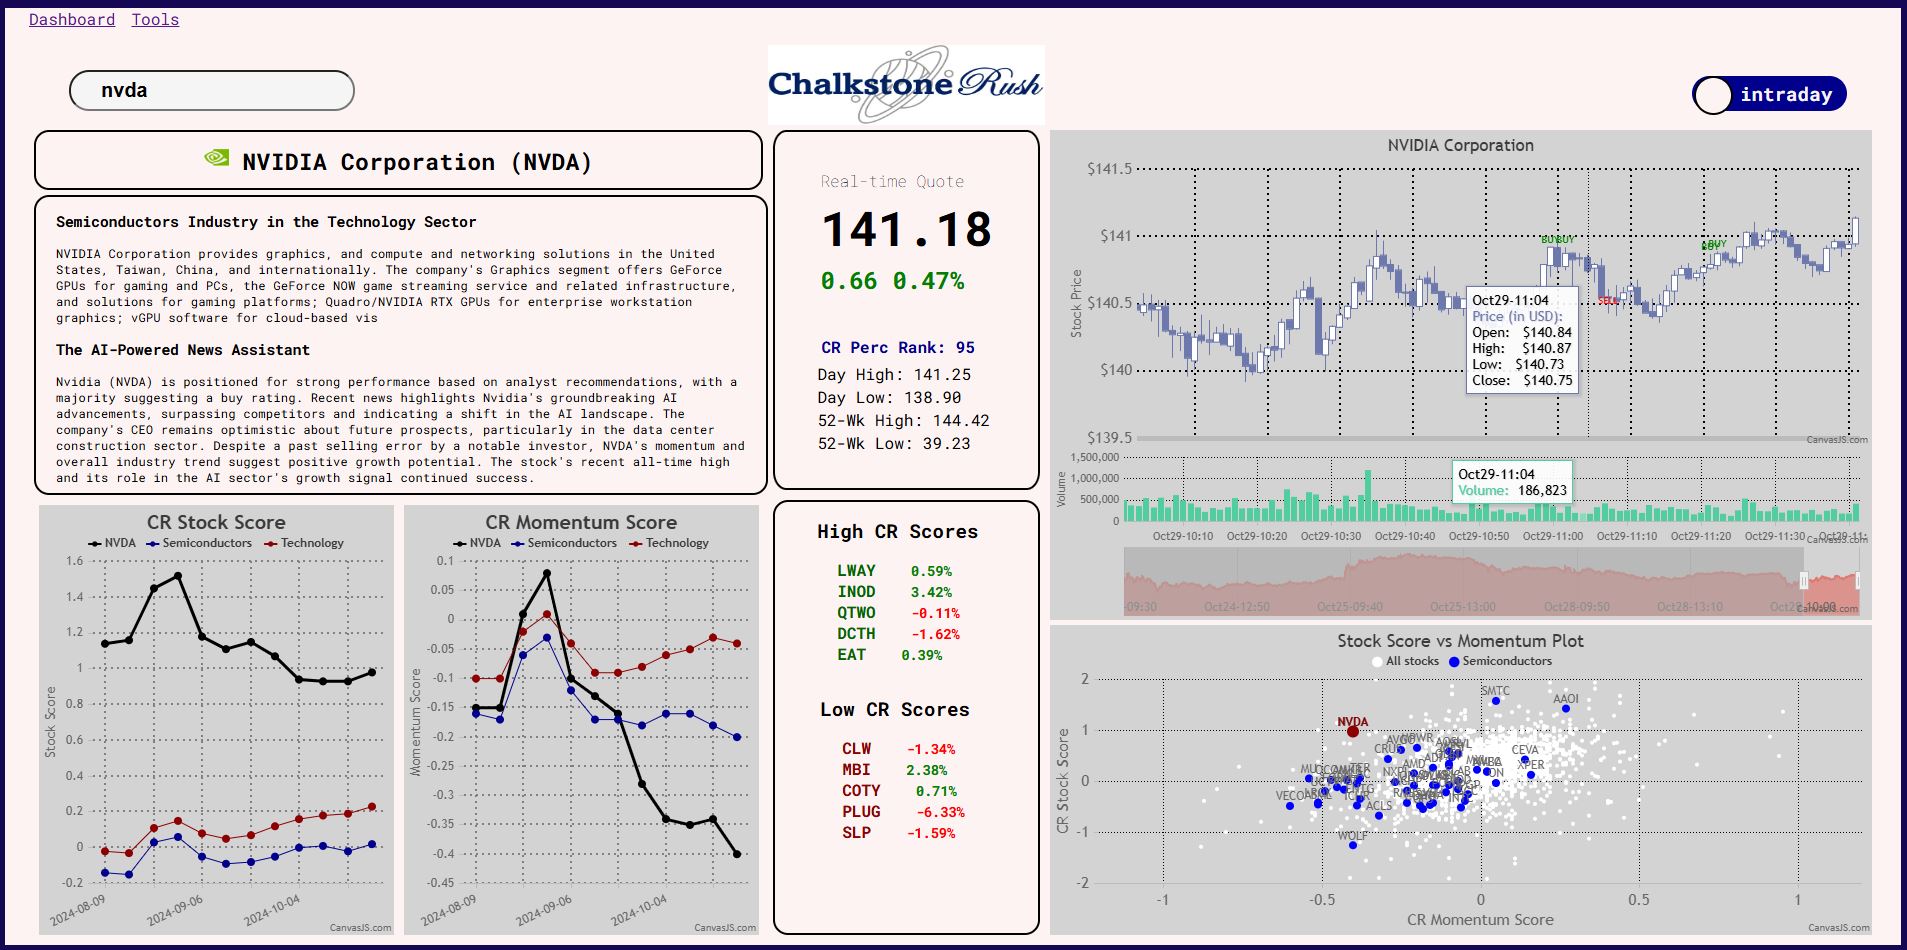 Dashboard Tools
nvda
Chalkstone Rush
intraday
NVIDIA Corporation (NVDA)
Semiconductors Industry in the Technology Sector
NVIDIA Corporation provides graphics, and compute and networking solutions in the United
States, Taiwan, China, and internationally. The company's Graphics segment offers GeForce
GPUs for gaming and PCs, the GeForce NOW game streaming service and related infrastructure,
and solutions for gaming platforms; Quadro/NVIDIA RTX GPUs for enterprise workstation
graphics; vGPU software for cloud-based vis
The AI-Powered News Assistant
Nvidia (NVDA) is positioned for strong performance based on analyst recommendations, with a
majority suggesting a buy rating. Recent news highlights Nvidia's groundbreaking AI
advancements, surpassing competitors and indicating a shift in the AI landscape. The
company's CEO remains optimistic about future prospects, particularly in the data center
construction sector. Despite a past selling error by a notable investor, NVDA's momentum and
overall industry trend suggest positive growth potential. The stock's recent all-time high
and its role in the AI sector's growth signal continued success.
Real-time Quote
141.18
0.66 0.47%
CR Perc Rank: 95
Day High: 141.25
Day Low: 138.90
52-Wk High: 144.42
52-Wk Low: 39.23
NVIDIA Corporation
$141.5
$141
$140.5
$140
$139.5
Stock Price
BUY BUY
BUY
SELL
Oct29-11:04
Price (in USD):
Open: $140.84
High: $140.87
Low: $140.73
Close: $140.75
CanvasJS.com
1,500,000
1,000,000
500,000
0
Volume
Oct29-11:04
Volume: 186,823
Oct29-10:10 Oct29-10:20 Oct29-10:30 Oct29-10:40 Oct29-10:50 Oct29-11:00 Oct29-11:10 Oct29-11:20 Oct29-11:30
CanvasJS.com
-09:30 Oct24-12:50 Oct25-09:40 Oct25-13:00 Oct28-09:50 Oct28-13:10
CanvasJS.com
CR Stock Score
NVDA Semiconductors Technology
1.6
1.4
1.2
1
0.8
0.6
0.4
0.2
0
-0.2
Stock Score
2024-08-09 2024-09-06 2024-10-04
CanvasJS.com
CR Momentum Score
NVDA Semiconductors Technology
0.1
0.05
0
-0.05
-0.1
-0.15
-0.2
-0.25
-0.3
-0.35
-0.4
-0.45
Momentum Score
2024-08-09 2024-09-06 2024-10-04
CanvasJS.com
High CR Scores
LWAY 0.59%
INOD 3.42%
QTWO -0.11%
DCTH -1.62%
EAT 0.39%
Low CR Scores
CLW -1.34%
MBI 2.38%
COTY 0.71%
PLUG -6.33%
SLP -1.59%
Stock Score vs Momentum Plot
All stocks Semiconductors
2
1
0
-1
-2
CR Stock Score
SMTC
AAOI
NVDA
CEVA
XPER
AMD
VECO
ACLS
WOLF
-1 -0.5 0 0.5 1
CR Momentum Score
CanvasJS.com